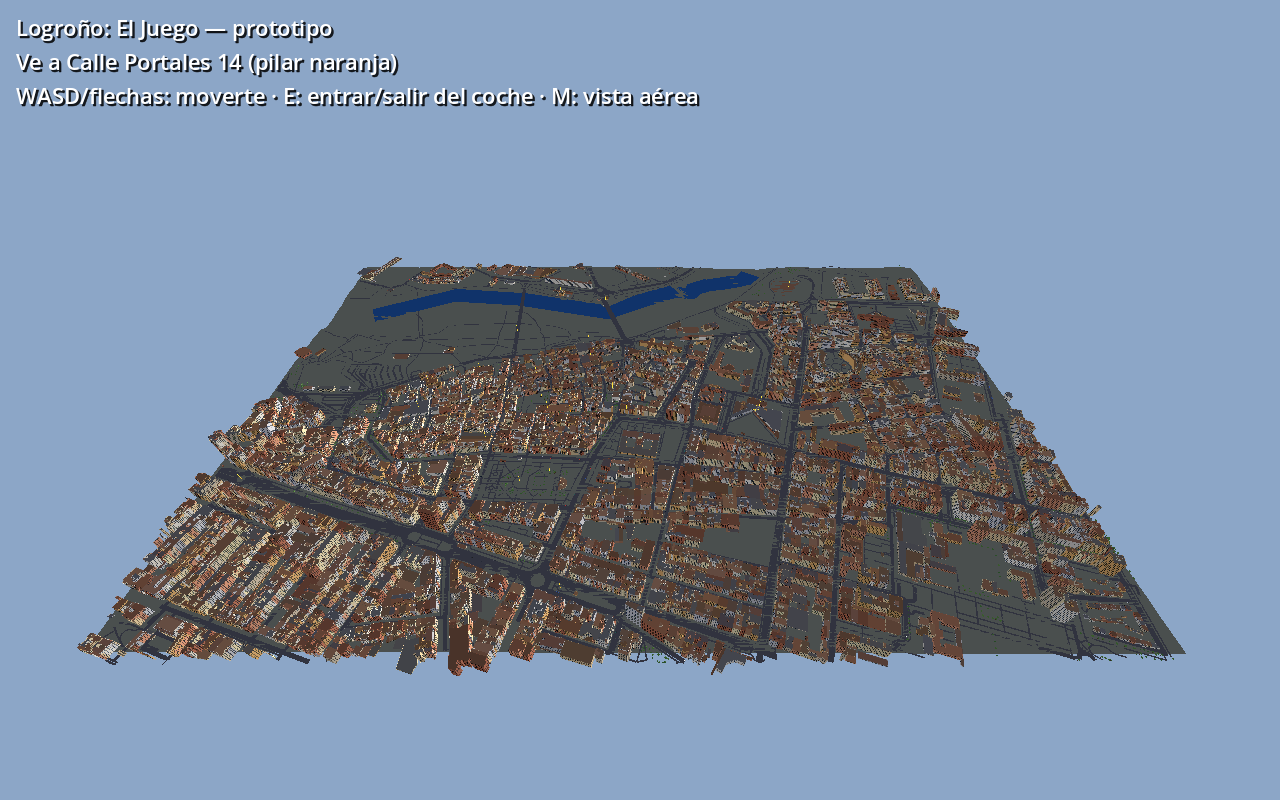 Logroño: El Juego — prototipo
Ve a Calle Portales 14 (pilar naranja)
WASD/flechas: moverte · E: entrar/salir del coche · M: vista aérea